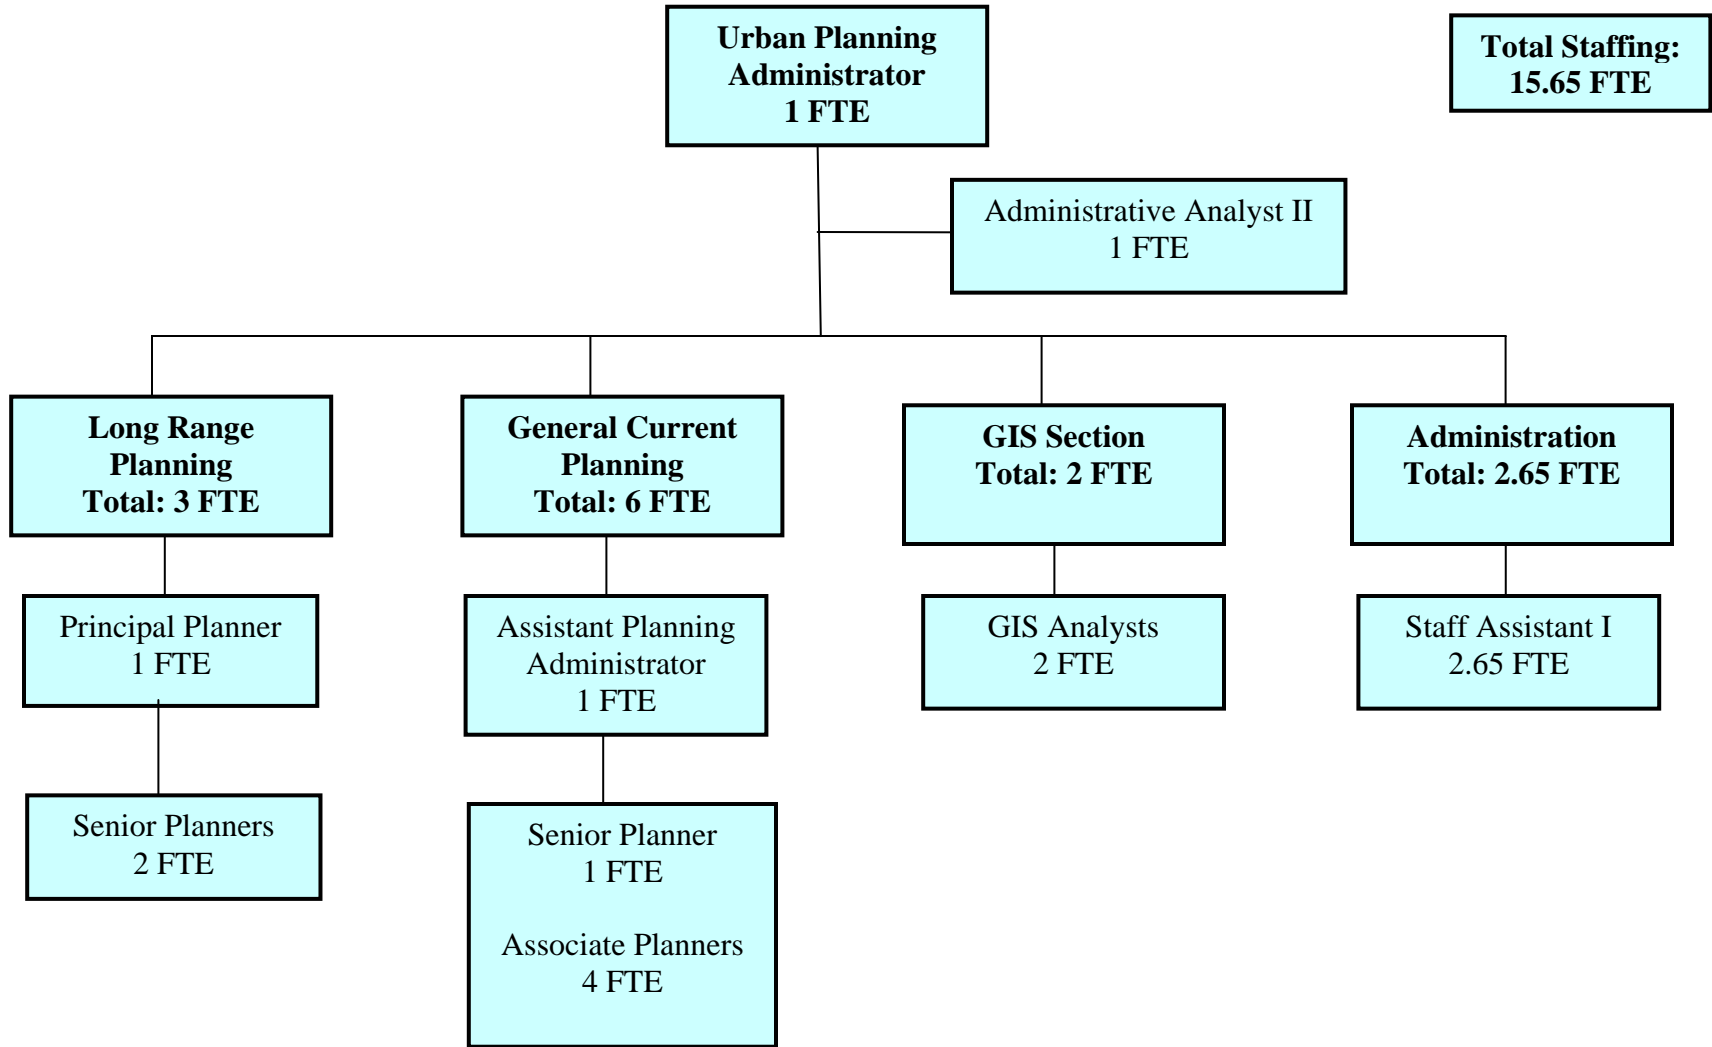 Urban Planning
Administrator
1 FTE
Total Staffing:
15.65 FTE
Administrative Analyst II
1 FTE
Long Range
Planning
Total: 3 FTE
General Current
Planning
Total: 6 FTE
GIS Section
Total: 2 FTE
Administration
Total: 2.65 FTE
Principal Planner
1 FTE
Assistant Planning
Administrator
1 FTE
GIS Analysts
2 FTE
Staff Assistant I
2.65 FTE
Senior Planners
2 FTE
Senior Planner
1 FTE
Associate Planners
4 FTE